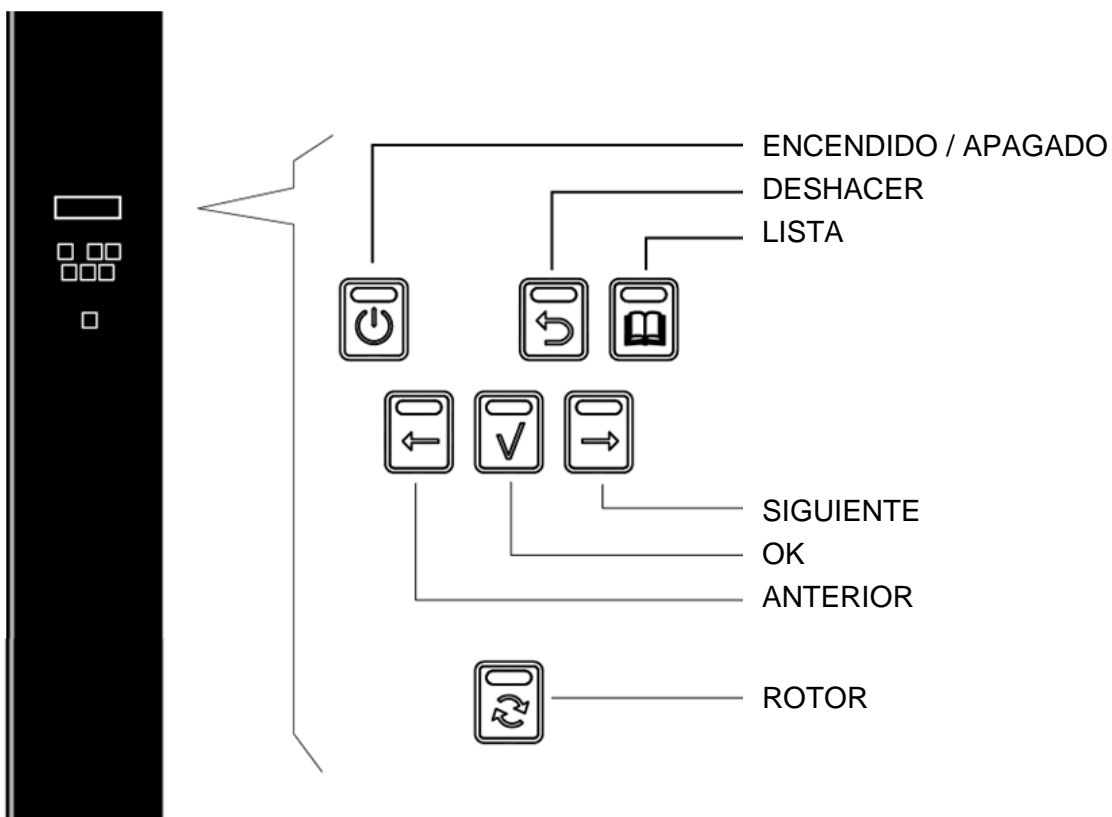 ENCENDIDO / APAGADO
DESHACER
LISTA
SIGUIENTE
OK
ANTERIOR
ROTOR